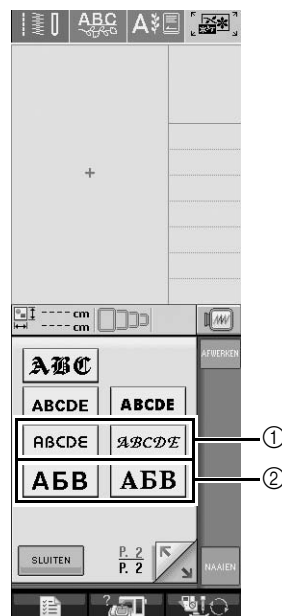 ABC A
---- cm
---- cm
AFWERKEN
ABC
ABCDE ABCDE
ABCDE ABCDE ①
АБВ АБВ ②
SLUITEN P. 2
P. 2
NAAIEN
?